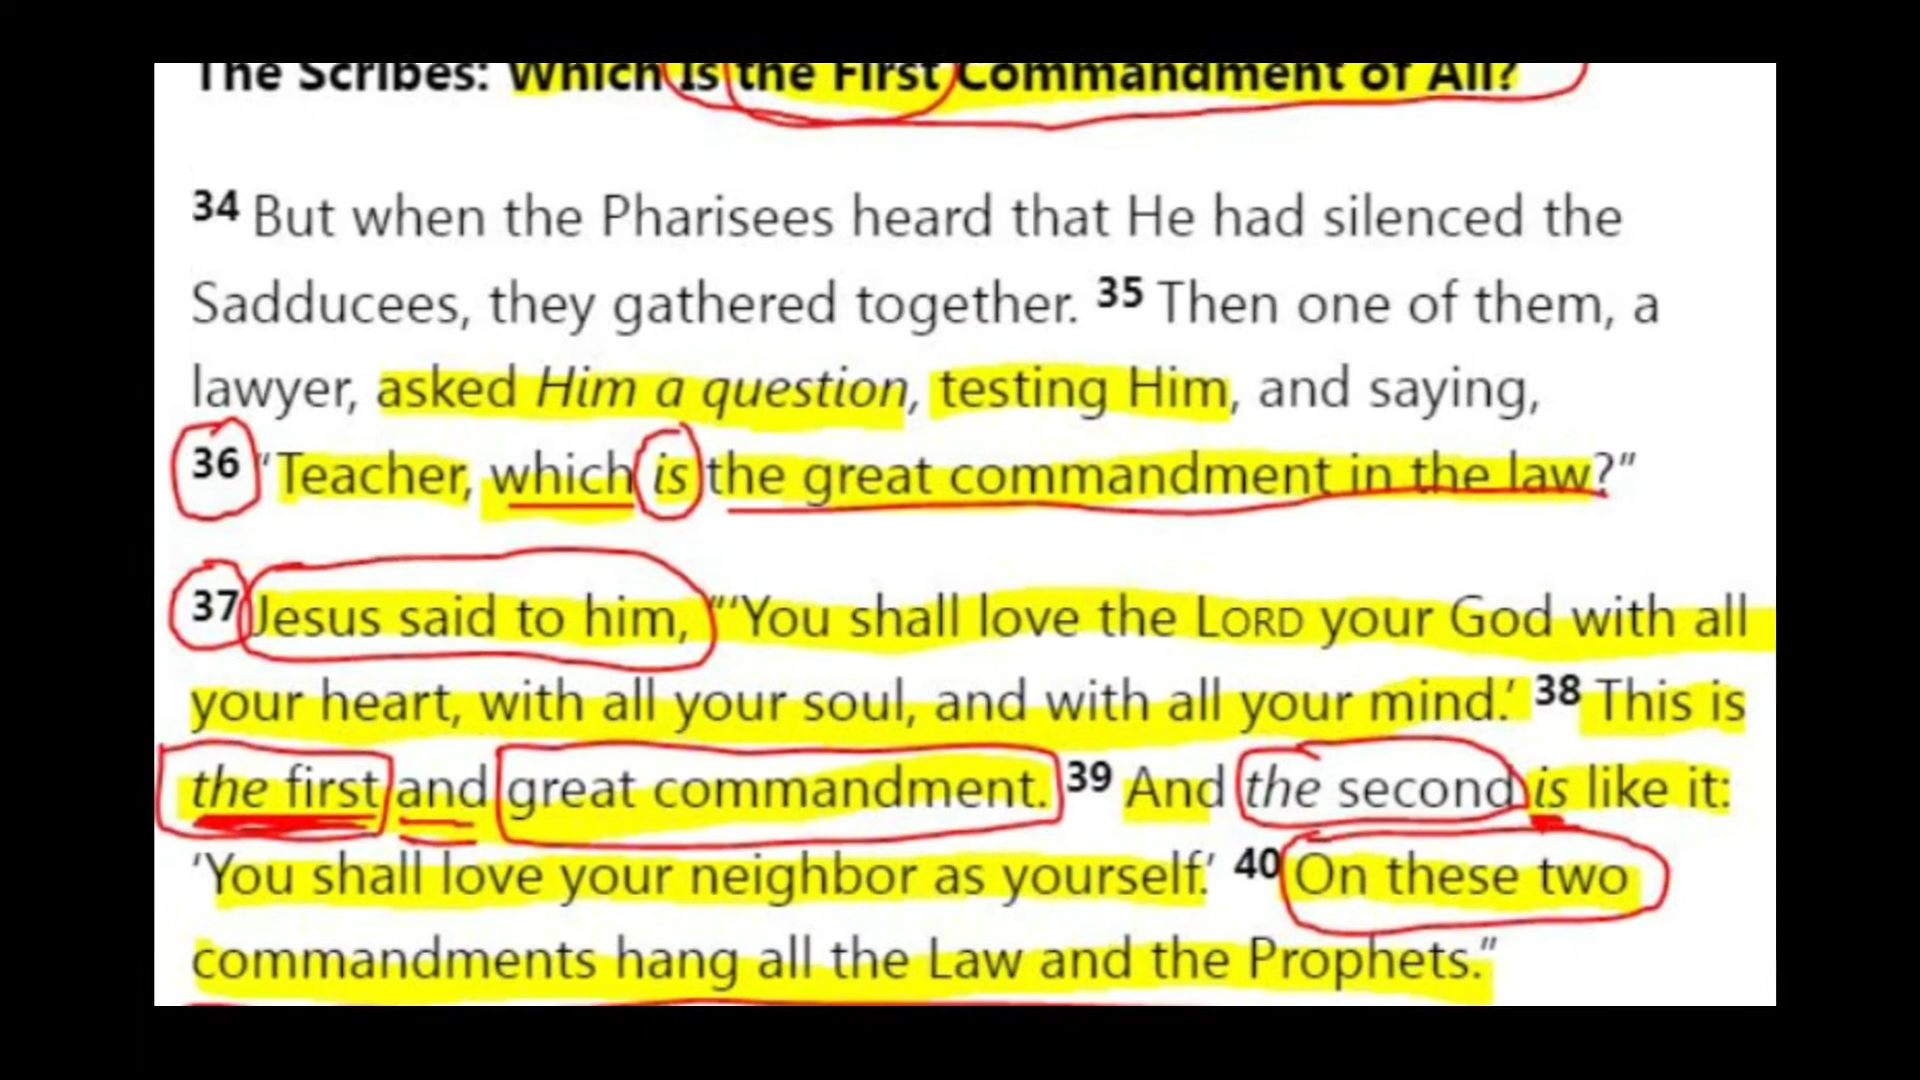 The Scribes: Which Is the First Commandment of All?
34 But when the Pharisees heard that He had silenced the
Sadducees, they gathered together. 35 Then one of them, a
lawyer, asked Him a question, testing Him, and saying,
36 “Teacher, which is the great commandment in the law?”
37 Jesus said to him, “‘You shall love the LORD your God with all
your heart, with all your soul, and with all your mind.’ 38 This is
the first and great commandment. 39 And the second is like it:
‘You shall love your neighbor as yourself.’ 40 On these two
commandments hang all the Law and the Prophets.”